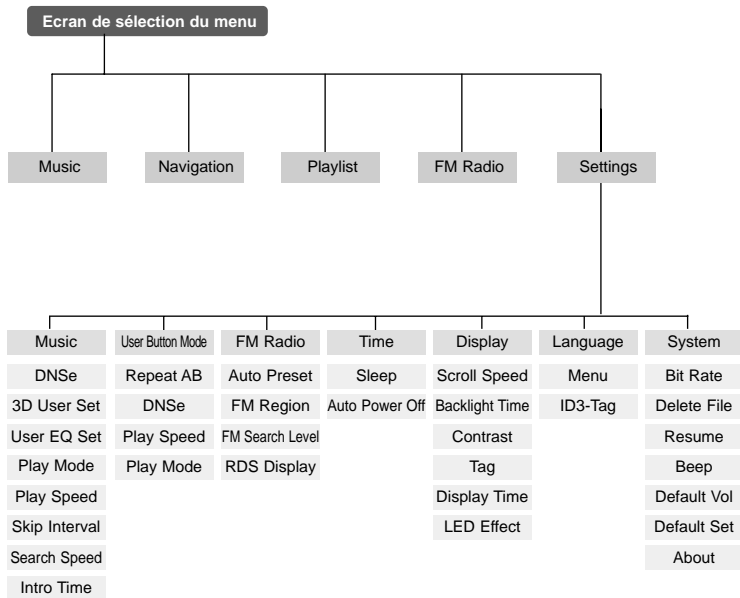 Ecran de sélection du menu
Music
Navigation
Playlist
FM Radio
Settings
Music
DNSe
3D User Set
User EQ Set
Play Mode
Play Speed
Skip Interval
Search Speed
Intro Time
User Button Mode
Repeat AB
DNSe
Play Speed
Play Mode
FM Radio
Auto Preset
FM Region
FM Search Level
RDS Display
Time
Sleep
Auto Power Off
Display
Scroll Speed
Backlight Time
Contrast
Tag
Display Time
LED Effect
Language
Menu
ID3-Tag
System
Bit Rate
Delete File
Resume
Beep
Default Vol
Default Set
About